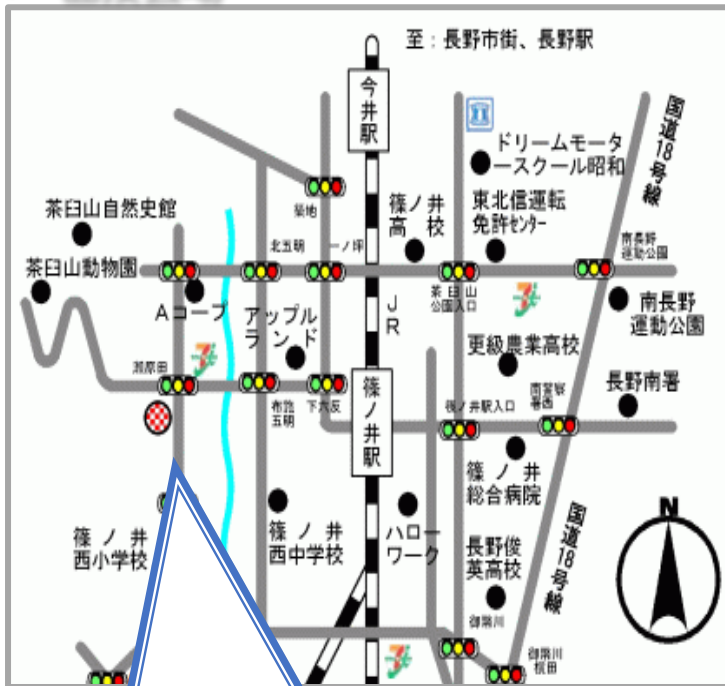 至：長野市街、長野駅
今井駅
国道18号線
ドリームモータ
ースクール昭和
茶臼山自然史館
築地
篠ノ井
高校
東北信運転
免許センター
北五明
一ノ坪
南長野
運動公園
茶臼山動物園
Aコープ
茶臼山
公園入口
JR
南長野
運動公園
アップル
ランド
更級農業高校
瀬原田
篠ノ井駅
長野南署
布施
五明
下六反
篠ノ井駅入口
南警察
署西
篠ノ井
総合病院
N
篠ノ井
西小学校
篠ノ井
西中学校
ハロー
ワーク
国道18号線
長野俊
英高校
御幣川
御幣川